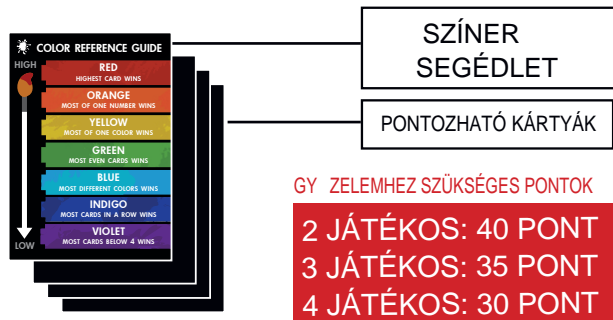 COLOR REFERENCE GUIDE
HIGH
RED
HIGHEST CARD WINS
ORANGE
MOST OF ONE NUMBER WINS
YELLOW
MOST OF ONE COLOR WINS
GREEN
MOST EVEN CARDS WINS
BLUE
MOST DIFFERENT COLORS WINS
INDIGO
MOST CARDS IN A ROW WINS
VIOLET
MOST CARDS BELOW 4 WINS
LOW
SZÍNER
SEGÉDLET
PONTOZHATÓ KÁRTYÁK
GY ZELEMHEZ SZÜKSÉGES PONTOK
2 JÁTÉKOS: 40 PONT
3 JÁTÉKOS: 35 PONT
4 JÁTÉKOS: 30 PONT